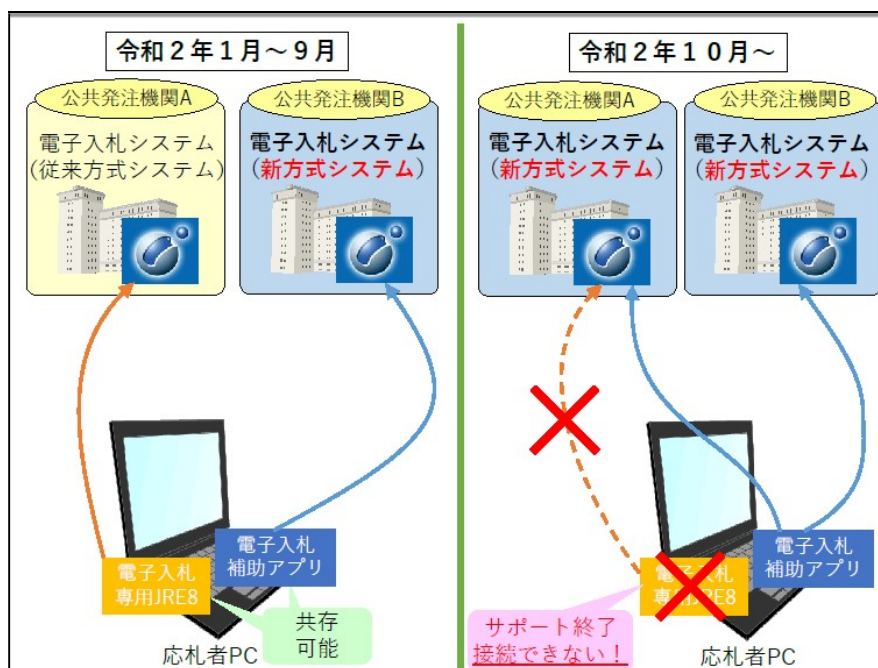 令和2年1月～9月
公共発注機関A
電子入札システム
(従来方式システム)
公共発注機関B
電子入札システム
(新方式システム)
電子入札
専用JRE8
電子入札
補助アプリ
共存
可能
応札者PC
令和2年10月～
公共発注機関A
電子入札システム
(新方式システム)
公共発注機関B
電子入札システム
(新方式システム)
電子入札
専用JRE8
電子入札
補助アプリ
サポート終了
接続できない！
応札者PC